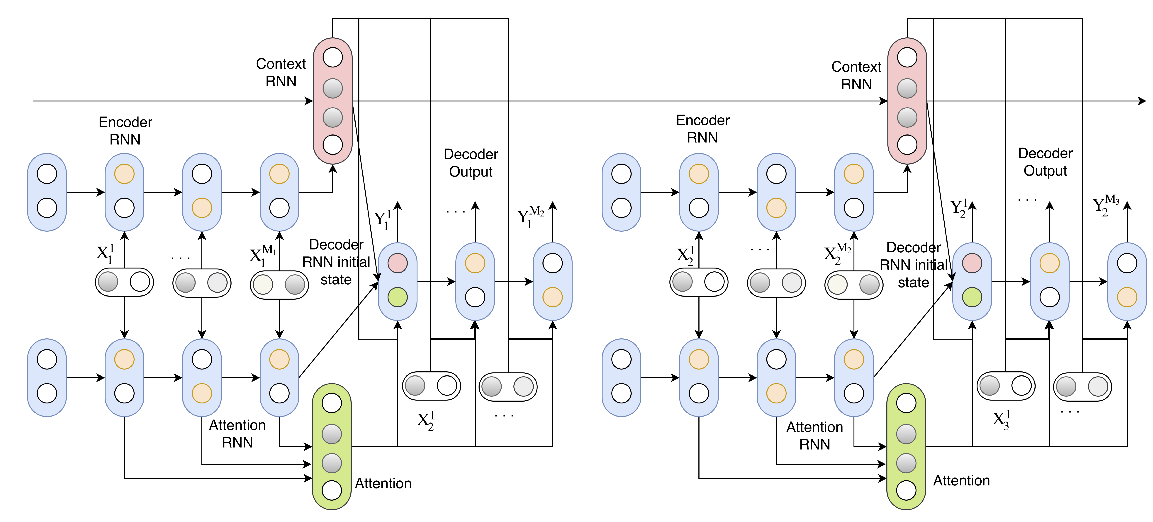 Context
RNN
Encoder
RNN
Decoder
Output
X_1^1
. . .
X_1^{M_1}
Y_1^1
. . .
Y_1^{M_2}
Decoder
RNN initial
state
Attention
RNN
X_2^1
. . .
Attention
Context
RNN
Encoder
RNN
Decoder
Output
X_2^1
. . .
X_2^{M_2}
Y_2^1
. . .
Y_2^{M_3}
Decoder
RNN initial
state
Attention
RNN
X_3^1
. . .
Attention